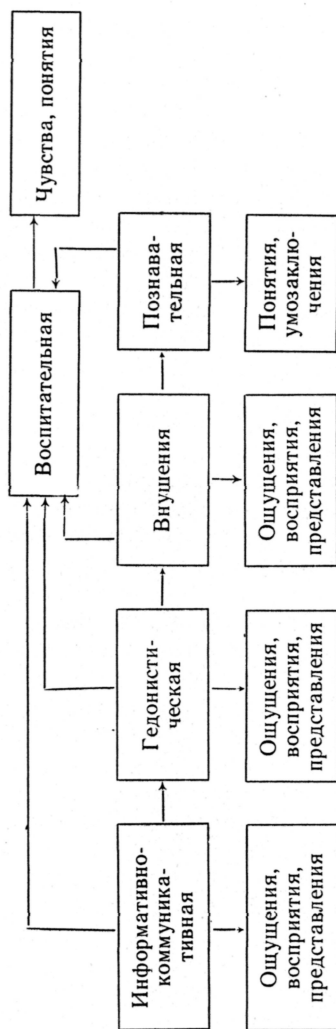 Воспитательная
Чувства, понятия
Информативно-
коммуника-
тивная
Гедонисти-
ческая
Внушения
Познава-
тельная
Ощущения,
восприятия,
представления
Ощущения,
восприятия,
представления
Ощущения,
восприятия,
представления
Понятия,
умозаклю-
чения